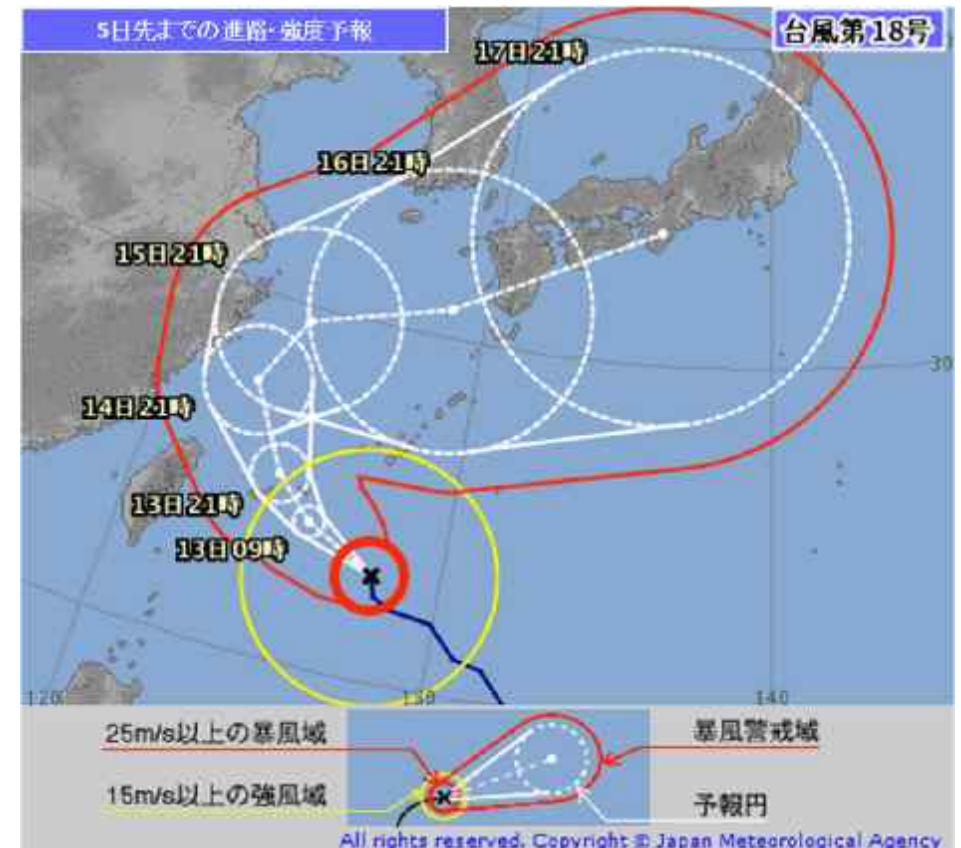 5日先までの進路・強度予報
台風第18号
17日21時
16日21時
15日21時
14日21時
13日21時
13日09時
30
120
130
140
25m/s以上の暴風域
暴風警戒域
15m/s以上の強風域
予報円
All rights reserved. Copyright © Japan Meteorological Agency